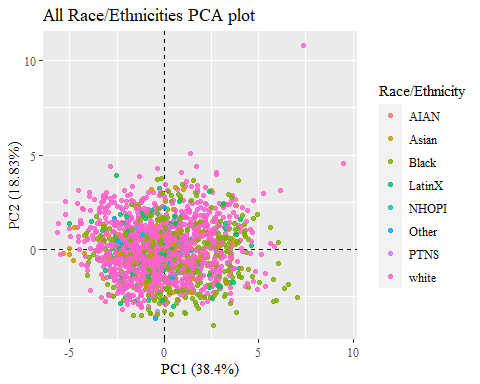 All Race/Ethnicities PCA plot
10
5
0
-5
0
5
10
PC1 (38.4%)
PC2 (18.83%)
Race/Ethnicity
AIAN
Asian
Black
LatinX
NHOPI
Other
PTNS
white